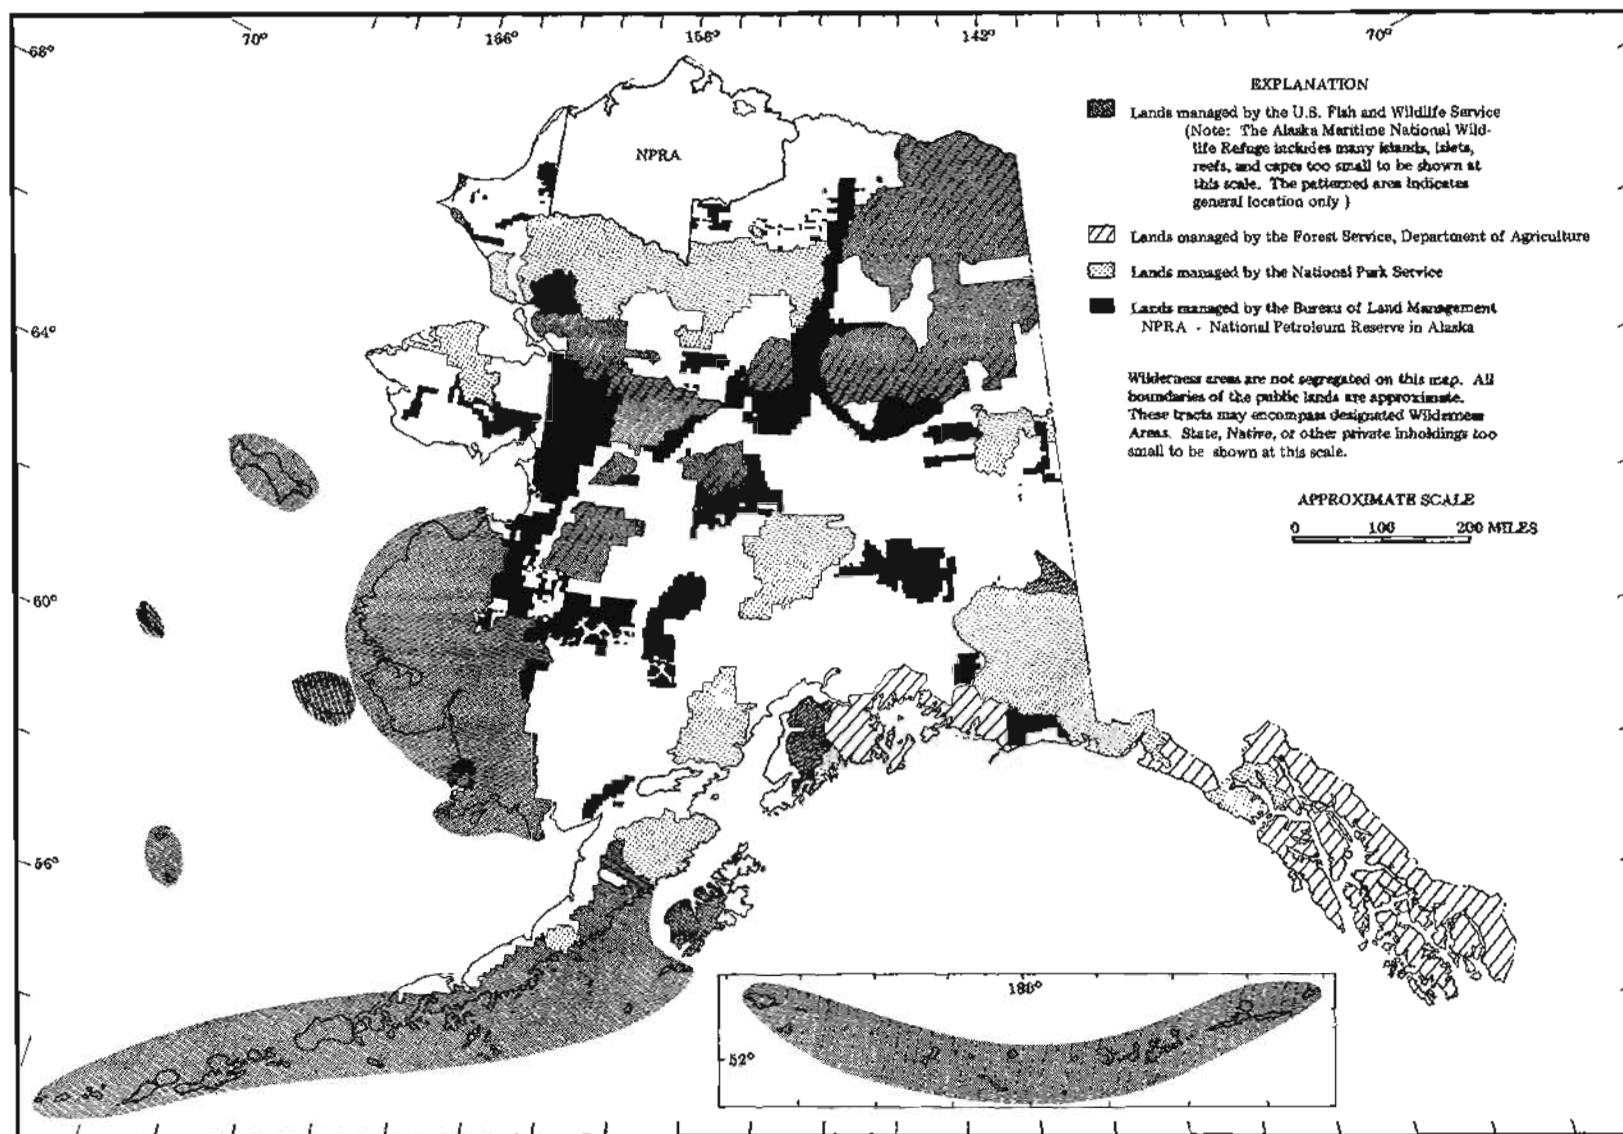 70° 166° 158° 142° 70°
68°
64°
60°
56°
NPRA
EXPLANATION
Lands managed by the U.S. Fish and Wildlife Service
(Note: The Alaska Maritime National Wild-
life Refuge includes many islands, islets,
reefs, and capes too small to be shown at
this scale. The patterned area indicates
general location only )
Lands managed by the Forest Service, Department of Agriculture
Lands managed by the National Park Service
Lands managed by the Bureau of Land Management
NPRA - National Petroleum Reserve in Alaska
Wilderness areas are not segregated on this map. All
boundaries of the public lands are approximate.
These tracts may encompass designated Wilderness
Areas. State, Native, or other private inholdings too
small to be shown at this scale.
APPROXIMATE SCALE
0 100 200 MILES
180°
52°